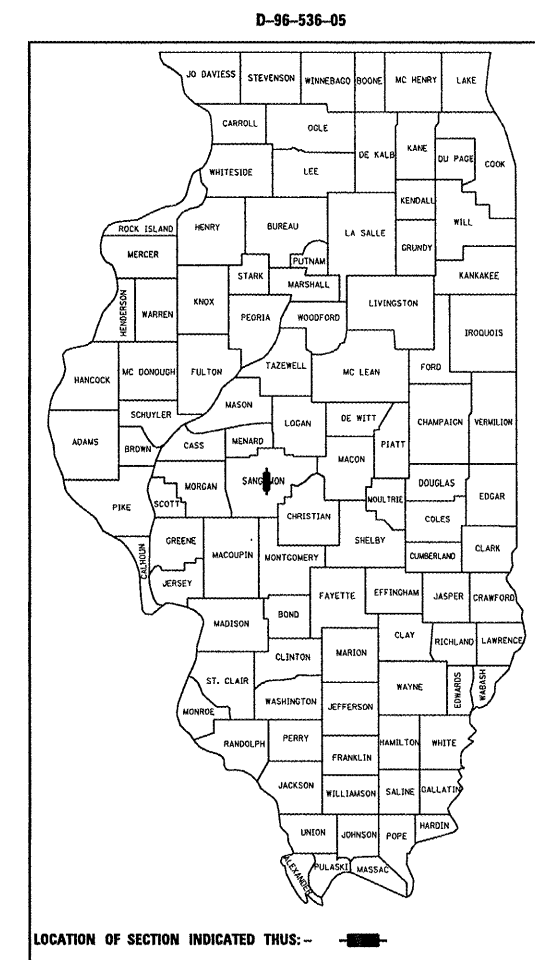 D-96-536-05
JO DAVIESS STEVENSON WINNEBAGO BOONE MC HENRY LAKE
CARROLL OGLE
DE KALB KANE DU PAGE COOK
WHITESIDE LEE
KENDALL WILL
ROCK ISLAND HENRY BUREAU LA SALLE
MERCER PUTNAM GRUNDY
STARK MARSHALL KANKAKEE
HENDERSON WARREN KNOX PEORIA WOODFORD LIVINGSTON
IROQUOIS
HANCOCK MC DONOUGH FULTON TAZEWELL MC LEAN FORD
SCHUYLER MASON LOGAN DE WITT CHAMPAIGN VERMILION
ADAMS BROWN CASS MENARD MACON PIATT
PIKE SCOTT MORGAN SANGAMON MOULTRIE DOUGLAS EDGAR
CHRISTIAN COLES
CALHOUN GREENE MACOUPIN MONTGOMERY SHELBY CUMBERLAND CLARK
JERSEY FAYETTE EFFINGHAM JASPER CRAWFORD
MADISON BOND
CLAY RICHLAND LAWRENCE
CLINTON MARION
ST. CLAIR WAYNE EDWARDS WABASH
WASHINGTON JEFFERSON
MONROE
RANDOLPH PERRY HAMILTON WHITE
FRANKLIN
JACKSON WILLIAMSON SALINE GALLATIN
UNION JOHNSON POPE HARDIN
ALEXANDER PULASKI MASSAC
LOCATION OF SECTION INDICATED THUS:-